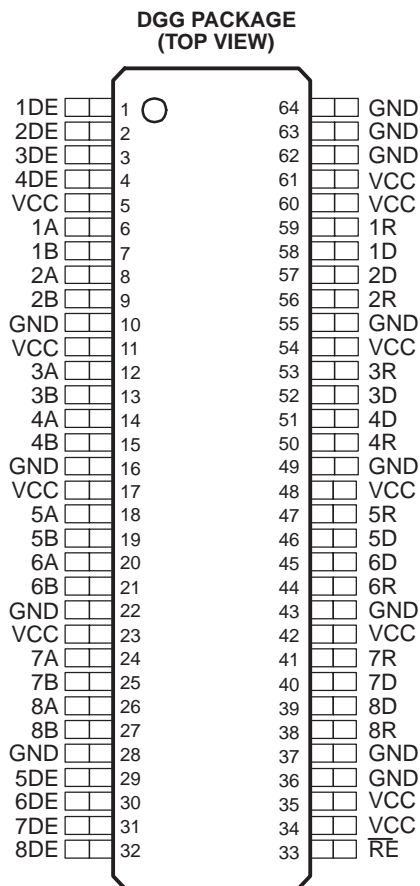 DGG PACKAGE
(TOP VIEW)
1DE 1 64 GND
2DE 2 63 GND
3DE 3 62 GND
4DE 4 61 VCC
VCC 5 60 VCC
1A 6 59 1R
1B 7 58 1D
2A 8 57 2D
2B 9 56 2R
GND 10 55 GND
VCC 11 54 VCC
3A 12 53 3R
3B 13 52 3D
4A 14 51 4D
4B 15 50 4R
GND 16 49 GND
VCC 17 48 VCC
5A 18 47 5R
5B 19 46 5D
6A 20 45 6D
6B 21 44 6R
GND 22 43 GND
VCC 23 42 VCC
7A 24 41 7R
7B 25 40 7D
8A 26 39 8D
8B 27 38 8R
GND 28 37 GND
5DE 29 36 GND
6DE 30 35 VCC
7DE 31 34 VCC
8DE 32 33 R̅E̅